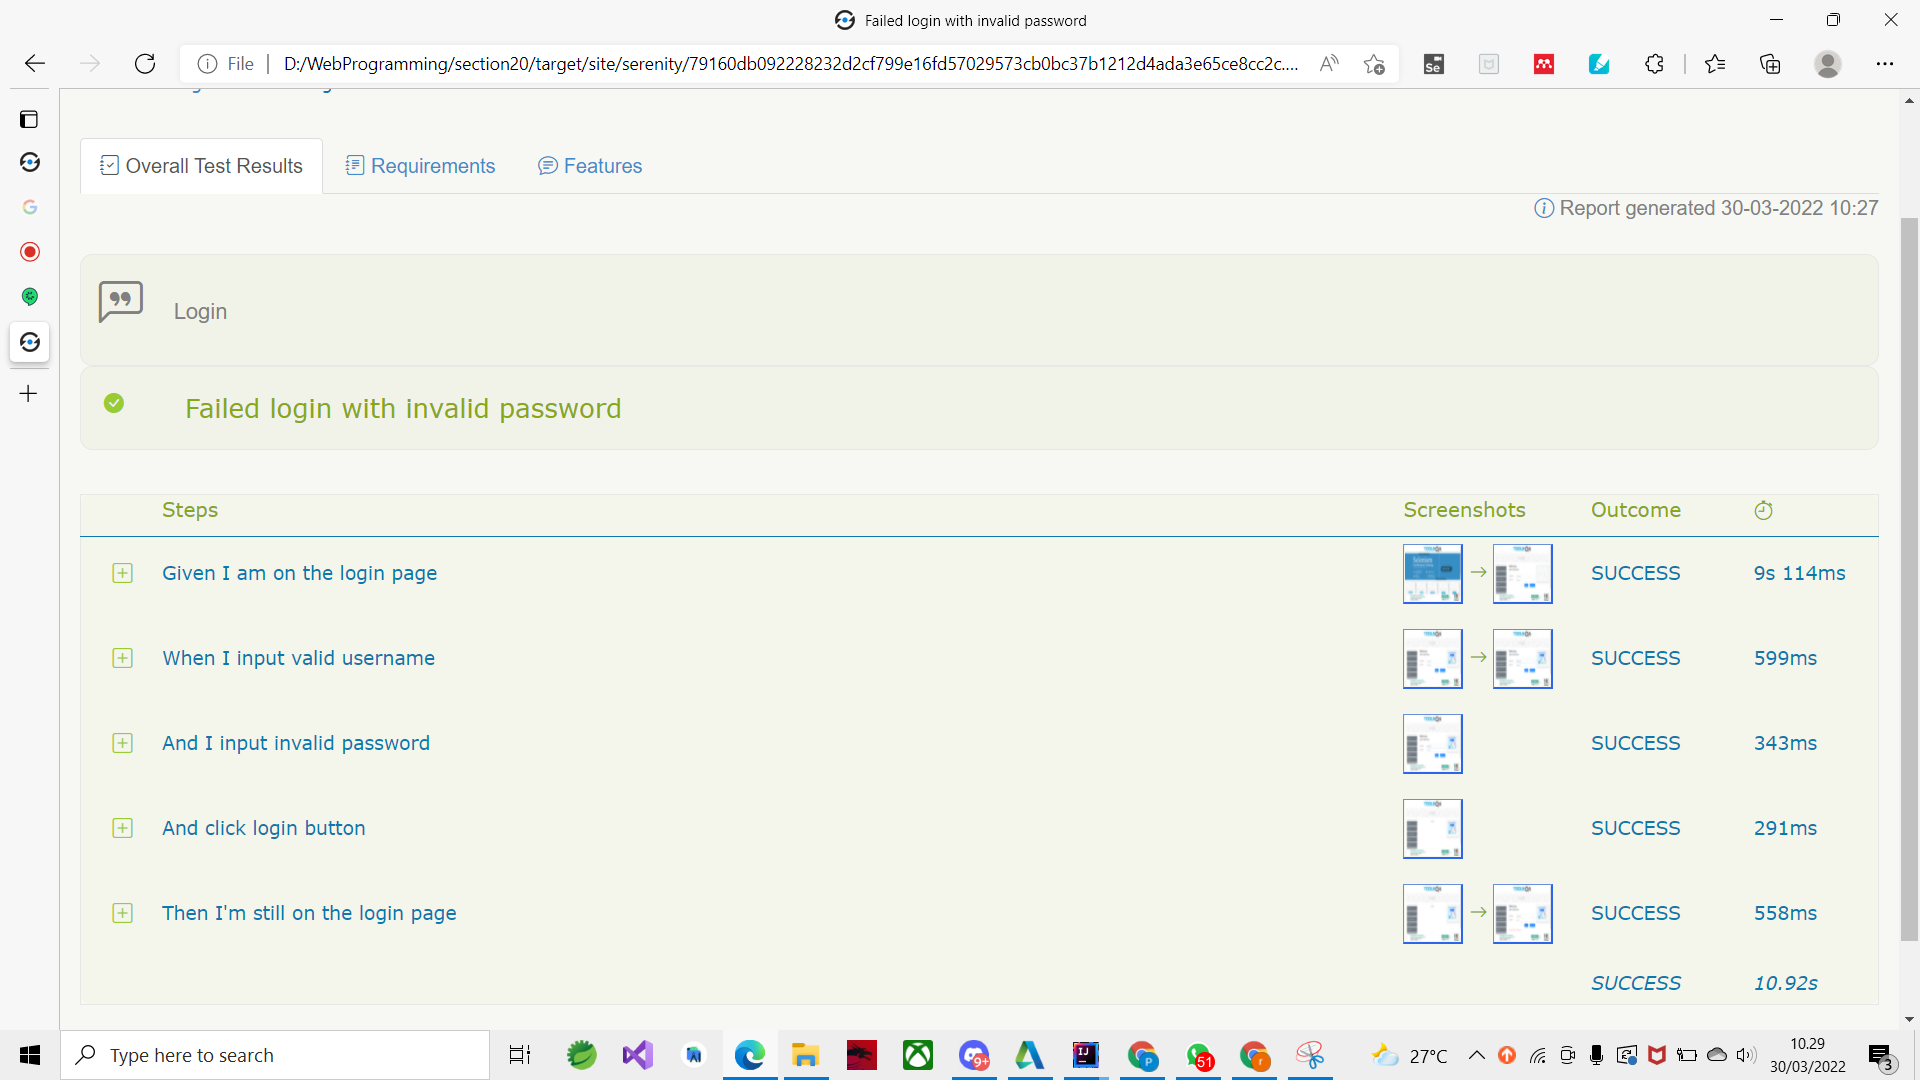 Failed login with invalid password
File
D:/WebProgramming/section20/target/site/serenity/79160db092228232d2cf799e16fd57029573cb0bc37b1212d4ada3e65ce8cc2c....
Overall Test Results
Requirements
Features
Report generated 30-03-2022 10:27
Login
Failed login with invalid password
Steps Screenshots Outcome
Given I am on the login page SUCCESS 9s 114ms
When I input valid username SUCCESS 599ms
And I input invalid password SUCCESS 343ms
And click login button SUCCESS 291ms
Then I'm still on the login page SUCCESS 558ms
SUCCESS 10.92s
Type here to search
9+
P
51
r
27°C
10.29
30/03/2022
3